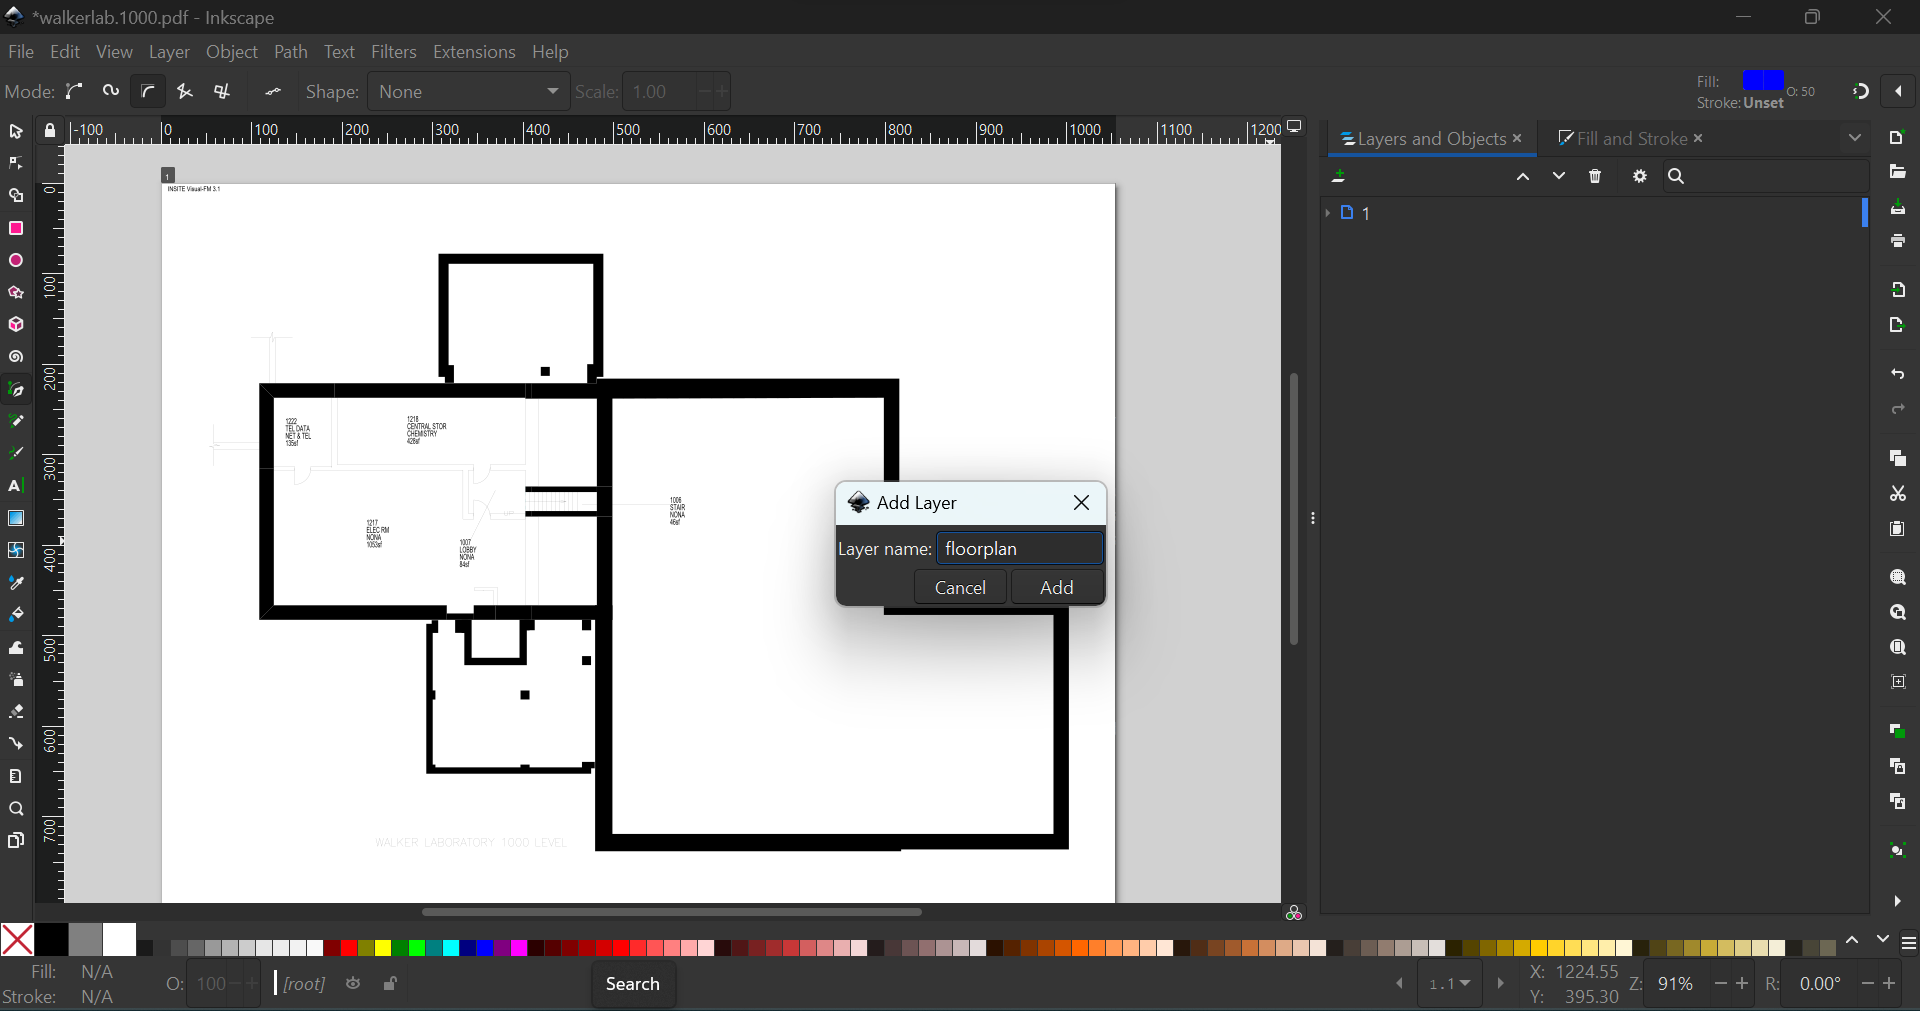 *walkerlab.1000.pdf - Inkscape
File Edit View Layer Object Path Text Filters Extensions Help
Mode: Shape: None Scale: 1.00
Fill: O: 50
Stroke: Unset
-100 0 100 200 300 400 500 600 700 800 900 1000 1100 1200
Layers and Objects Fill and Stroke
1
0
100
200
300
400
500
600
700
1
INSITE Visual-FM 3.1
1222
TEL DATA
NET & TEL
135sf
1218
CENTRAL STOR
CHEMISTRY
428sf
1217
ELEC RM
NONA
1053sf
1007
LOBBY
NONA
84sf
1006
STAIR
NONA
46sf
WALKER LABORATORY 1000 LEVEL
Add Layer
Layer name: floorplan
Cancel Add
Fill: N/A
Stroke: N/A
O: 100
[root]
Search
1.1
X: 1224.55
Y: 395.30
Z: 91%
R: 0.00°